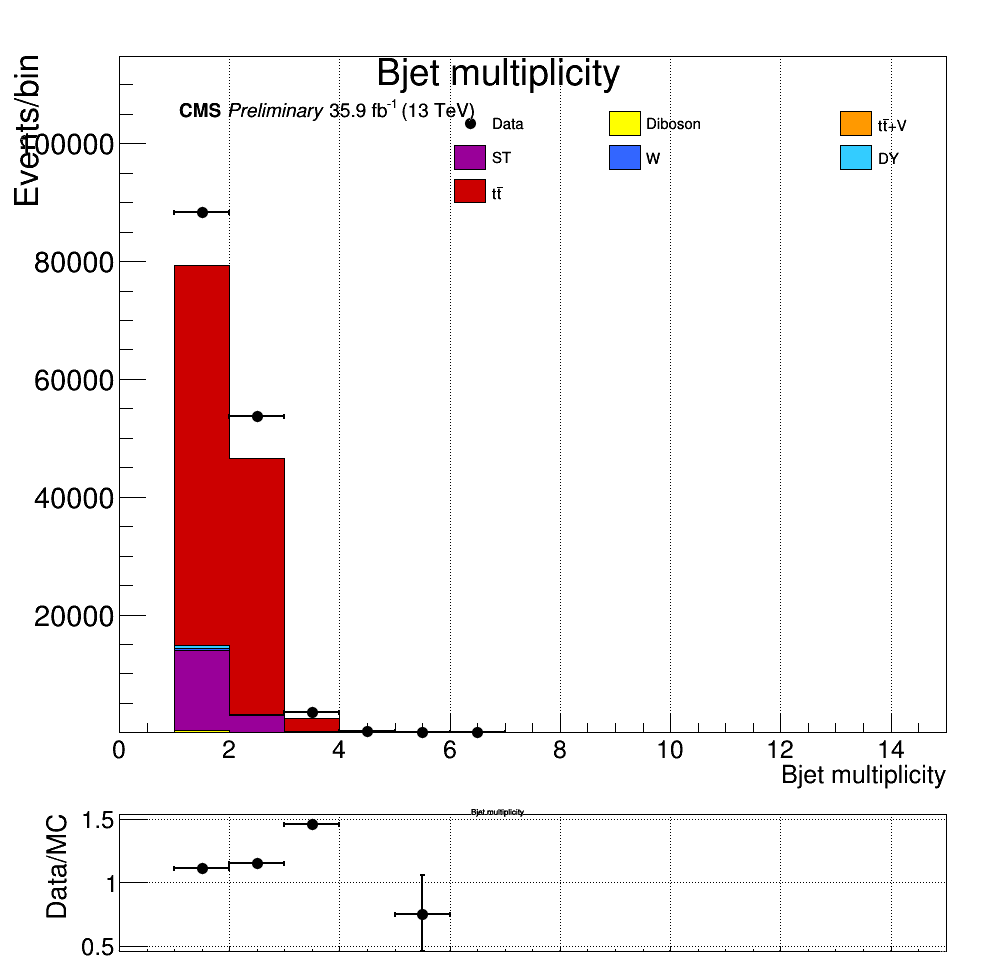 Bjet multiplicity
CMS Preliminary 35.9 fb⁻¹ (13 TeV)
Events/bin
Data
Diboson
tt̄+V
ST
W
DY
tt̄
100000
80000
60000
40000
20000
0 2 4 6 8 10 12 14
Bjet multiplicity
Bjet multiplicity
Data/MC
1.5
1
0.5